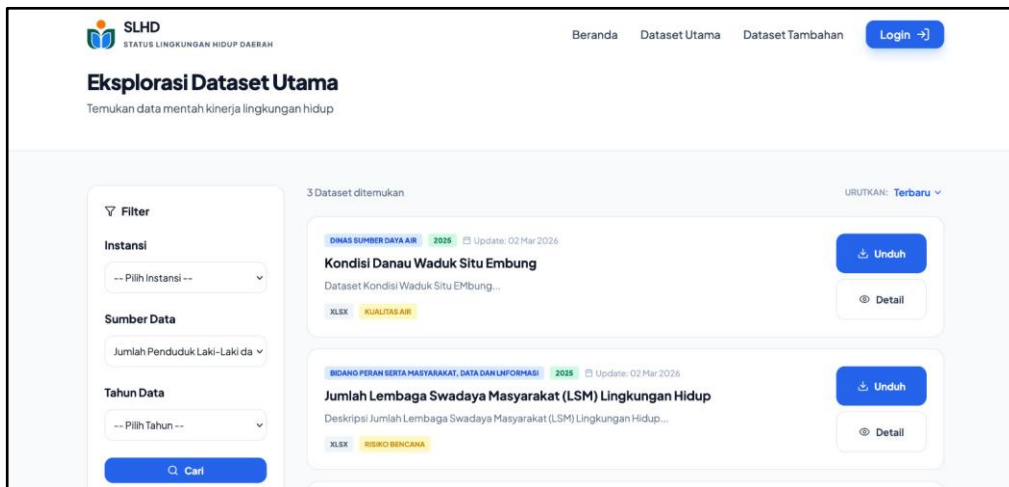 SLHD
STATUS LINGKUNGAN HIDUP DAERAH
Beranda Dataset Utama Dataset Tambahan Login
Eksplorasi Dataset Utama
Temukan data mentah kinerja lingkungan hidup
3 Dataset ditemukan
URUTKAN: Terbaru
Filter
Instansi
-- Pilih Instansi --
Sumber Data
Jumlah Penduduk Laki-Laki da
Tahun Data
-- Pilih Tahun --
Cari
DINAS SUMBER DAYA AIR 2025 Update: 02 Mar 2026
Kondisi Danau Waduk Situ Embung
Dataset Kondisi Waduk Situ EMbung...
XLSX KUALITAS AIR
Unduh
Detail
BIDANG PERAN SERTA MASYARAKAT, DATA DAN LNFORMASI 2025 Update: 02 Mar 2026
Jumlah Lembaga Swadaya Masyarakat (LSM) Lingkungan Hidup
Deskripsi Jumlah Lembaga Swadaya Masyarakat (LSM) Lingkungan Hidup...
XLSX RISIKO BENCANA
Unduh
Detail